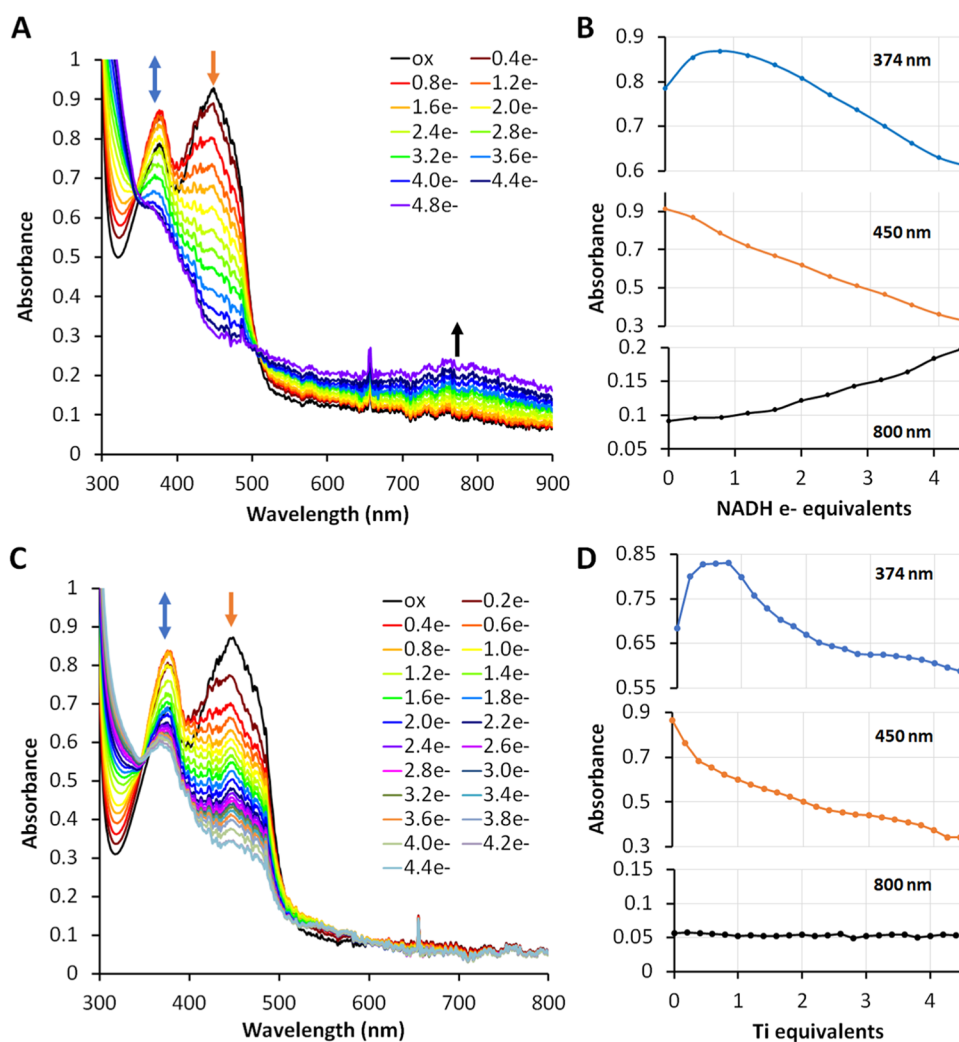 A
Absorbance
1
0.9
0.8
0.7
0.6
0.5
0.4
0.3
0.2
0.1
0
300 400 500 600 700 800 900
Wavelength (nm)
ox 0.4e-
0.8e- 1.2e-
1.6e- 2.0e-
2.4e- 2.8e-
3.2e- 3.6e-
4.0e- 4.4e-
4.8e-
B
Absorbance
0.9
0.8
0.7
0.6
374 nm
0.9
0.7
0.5
0.3
450 nm
0.2
0.15
0.1
0.05
800 nm
0 1 2 3 4
NADH e- equivalents
C
Absorbance
1
0.9
0.8
0.7
0.6
0.5
0.4
0.3
0.2
0.1
0
300 400 500 600 700 800
Wavelength (nm)
ox 0.2e-
0.4e- 0.6e-
0.8e- 1.0e-
1.2e- 1.4e-
1.6e- 1.8e-
2.0e- 2.2e-
2.4e- 2.6e-
2.8e- 3.0e-
3.2e- 3.4e-
3.6e- 3.8e-
4.0e- 4.2e-
4.4e-
D
Absorbance
0.85
0.75
0.65
0.55
374 nm
0.9
0.7
0.5
0.3
450 nm
0.15
0.1
0.05
0
800 nm
0 1 2 3 4
Ti equivalents